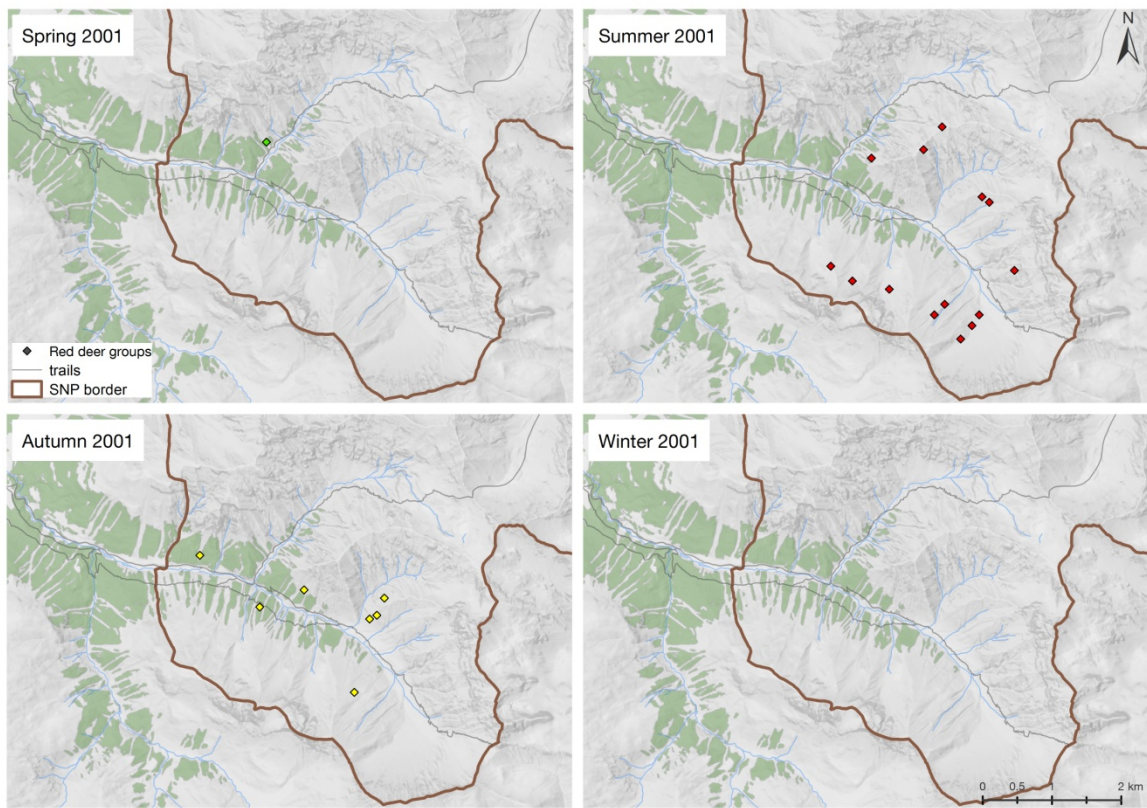 Spring 2001
Summer 2001
N
Red deer groups
trails
SNP border
Autumn 2001
Winter 2001
0 0.5 1 2 km